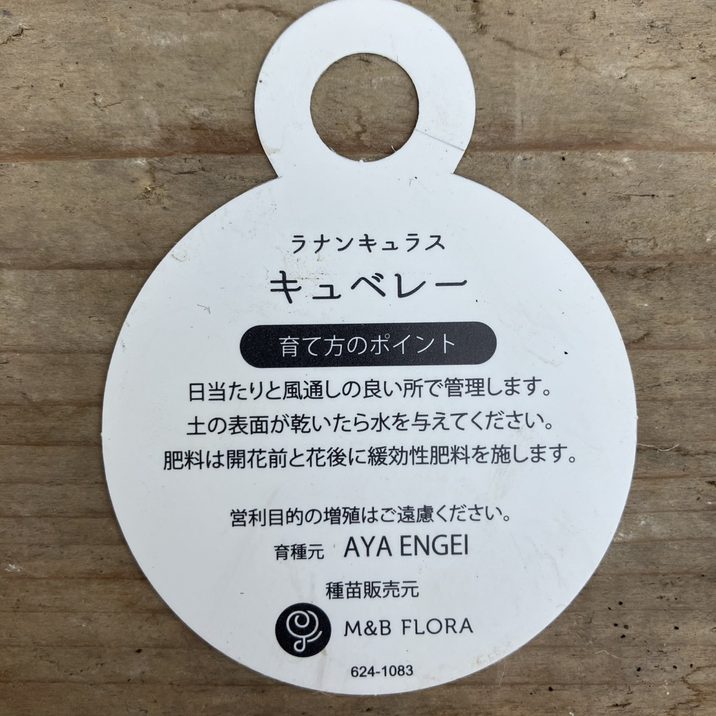 ラナンキュラス
キュベレー
育て方のポイント
日当たりと風通しの良い所で管理します。
土の表面が乾いたら水を与えてください。
肥料は開花前と花後に緩効性肥料を施します。
営利目的の増殖はご遠慮ください。
育種元 AYA ENGEI
種苗販売元
M&B FLORA
624-1083